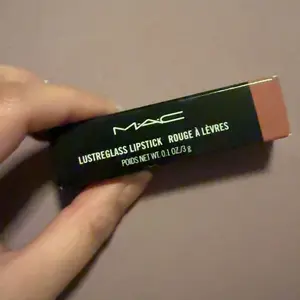 MAC
LUSTREGLASS LIPSTICK ROUGE À LÈVRES
POIDS NET WT. 0.1 OZ./3 g